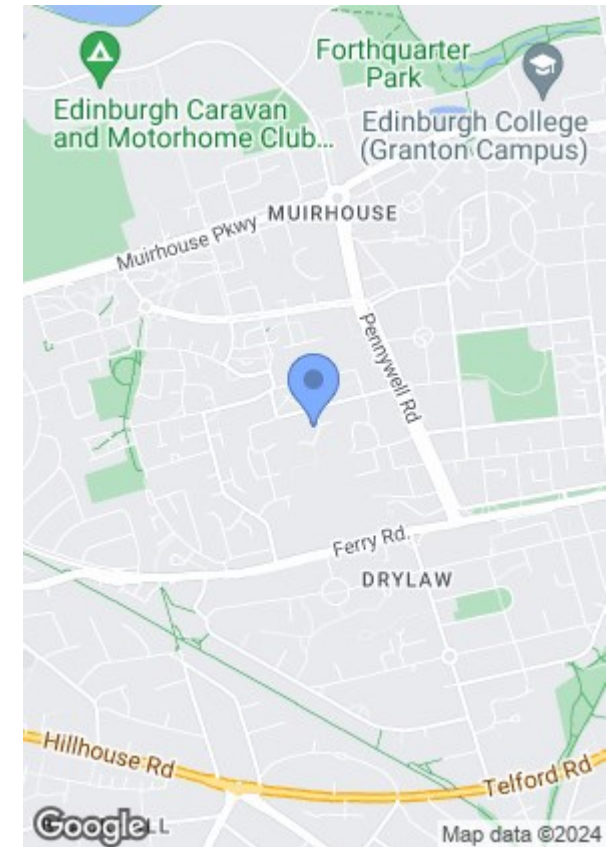 Forthquarter
Park
Edinburgh Caravan
and Motorhome Club...
Edinburgh College
(Granton Campus)
MUIRHOUSE
Muirhouse Pkwy
Pennywell Rd
Ferry Rd.
DRYLAW
Hillhouse Rd
Telford Rd
Google
Map data ©2024